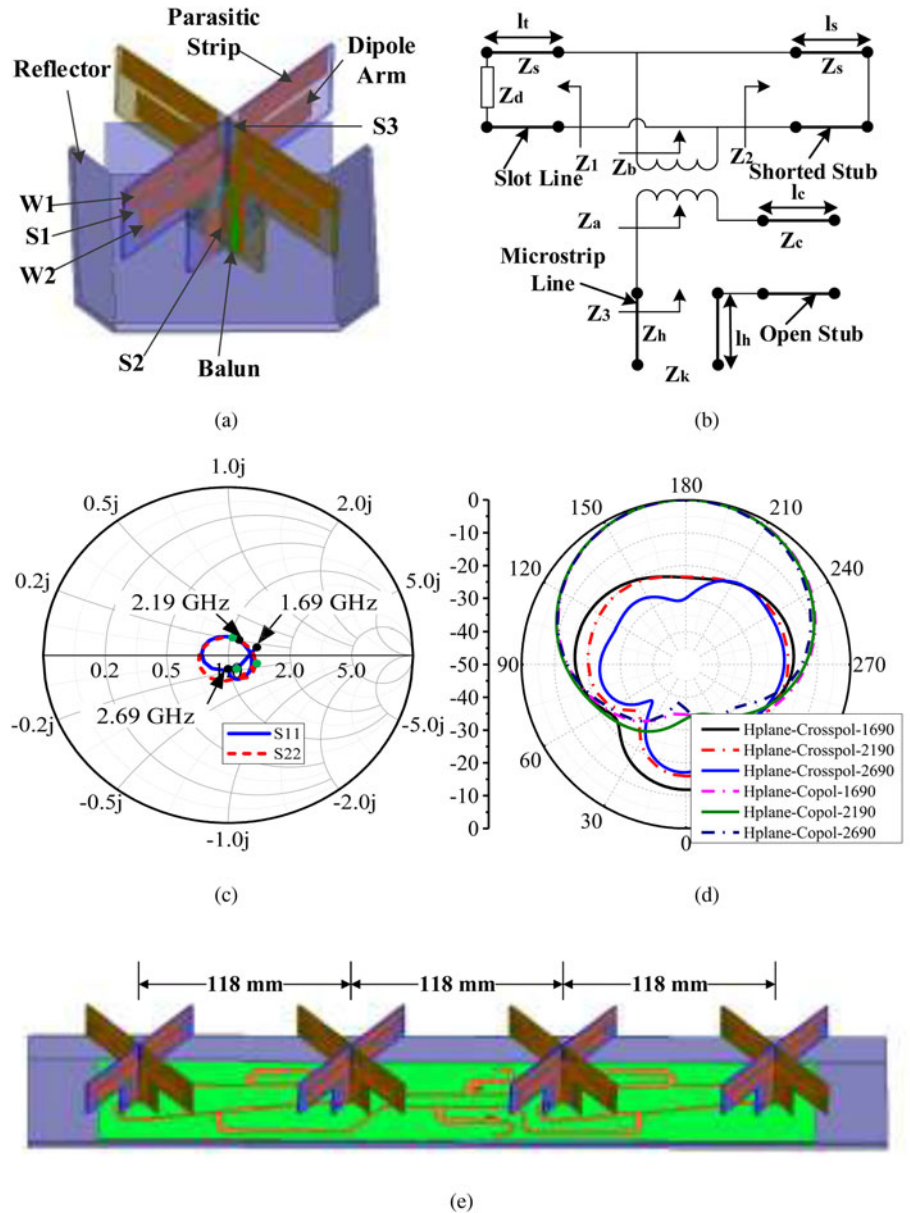 Parasitic
Strip
Dipole
Arm
Reflector
S3
W1
S1
W2
S2
Balun
(a)
lt
ls
Zs
Zs
Zd
Z1
Zb
Z2
Slot Line
Shorted Stub
lc
Za
Zc
Microstrip
Line
Z3
Zh
lh
Open Stub
Zk
(b)
1.0j
0.5j
2.0j
0.2j
5.0j
2.19 GHz
1.69 GHz
0.2
0.5
2.0
5.0
2.69 GHz
-0.2j
-5.0j
S11
S22
-0.5j
-2.0j
-1.0j
(c)
0
-10
-20
-30
-40
-50
-40
-30
-20
-10
0
180
150
210
120
240
90
270
60
30
0
Hplane-Crosspol-1690
Hplane-Crosspol-2190
Hplane-Crosspol-2690
Hplane-Copol-1690
Hplane-Copol-2190
Hplane-Copol-2690
(d)
118 mm
118 mm
118 mm
(e)